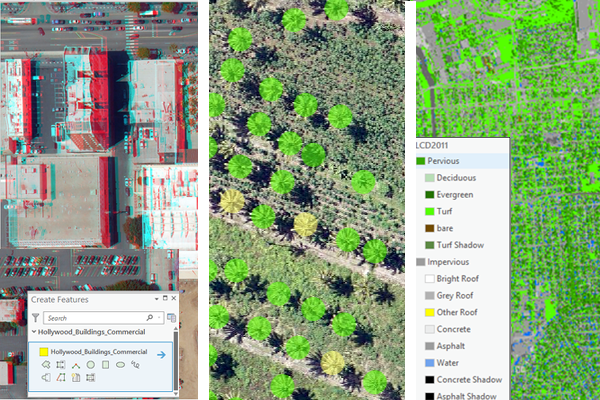 Create Features
Search
Hollywood_Buildings_Commercial
Hollywood_Buildings_Commercial
LCD2011
Pervious
Deciduous
Evergreen
Turf
bare
Turf Shadow
Impervious
Bright Roof
Grey Roof
Other Roof
Concrete
Asphalt
Water
Concrete Shadow
Asphalt Shadow